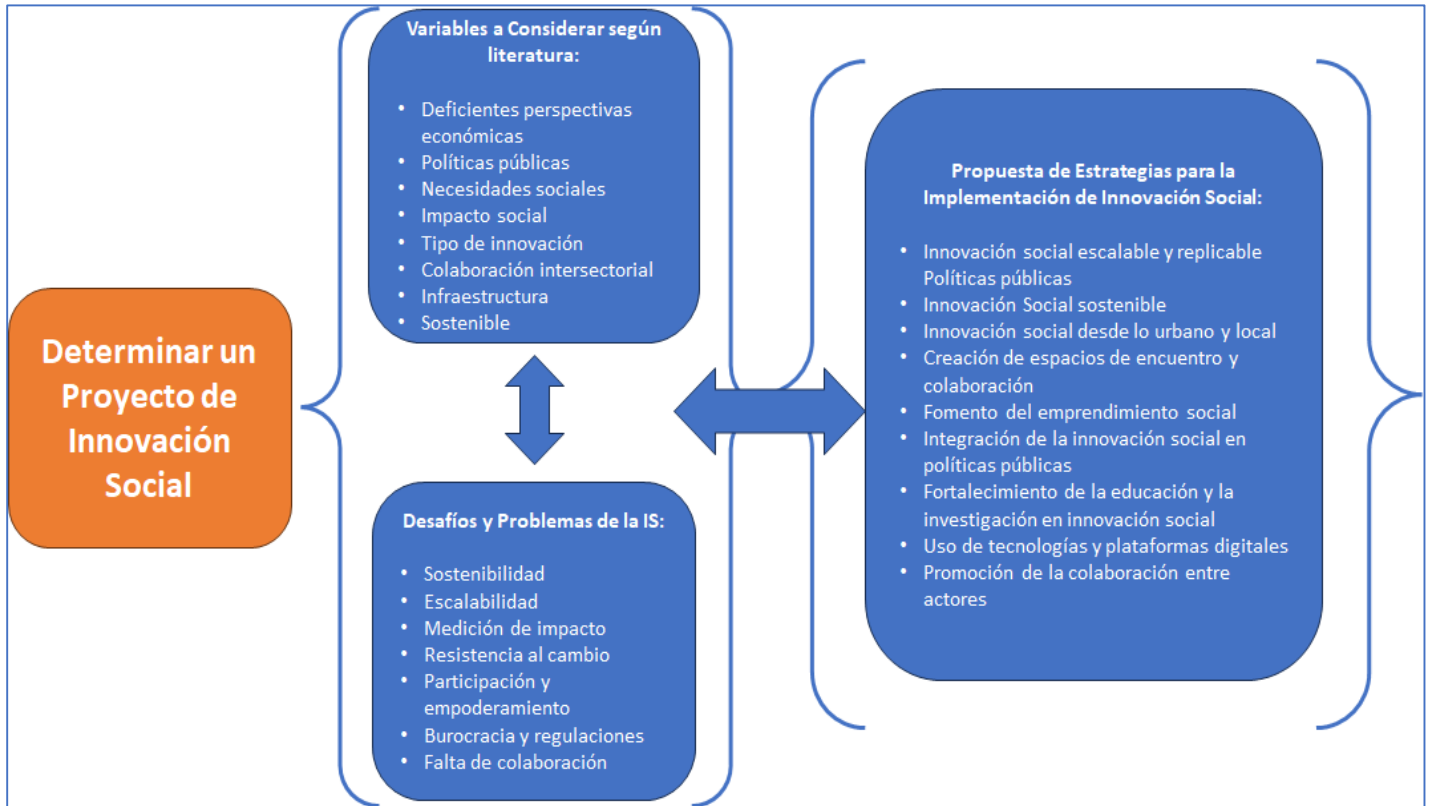 Determinar un
Proyecto de
Innovación
Social
Variables a Considerar según
literatura:
• Deficientes perspectivas
económicas
• Políticas públicas
• Necesidades sociales
• Impacto social
• Tipo de innovación
• Colaboración intersectorial
• Infraestructura
• Sostenible
Desafíos y Problemas de la IS:
• Sostenibilidad
• Escalabilidad
• Medición de impacto
• Resistencia al cambio
• Participación y
empoderamiento
• Burocracia y regulaciones
• Falta de colaboración
Propuesta de Estrategias para la
Implementación de Innovación Social:
• Innovación social escalable y replicable
Políticas públicas
• Innovación Social sostenible
• Innovación social desde lo urbano y local
• Creación de espacios de encuentro y
colaboración
• Fomento del emprendimiento social
• Integración de la innovación social en
políticas públicas
• Fortalecimiento de la educación y la
investigación en innovación social
• Uso de tecnologías y plataformas digitales
• Promoción de la colaboración entre
actores